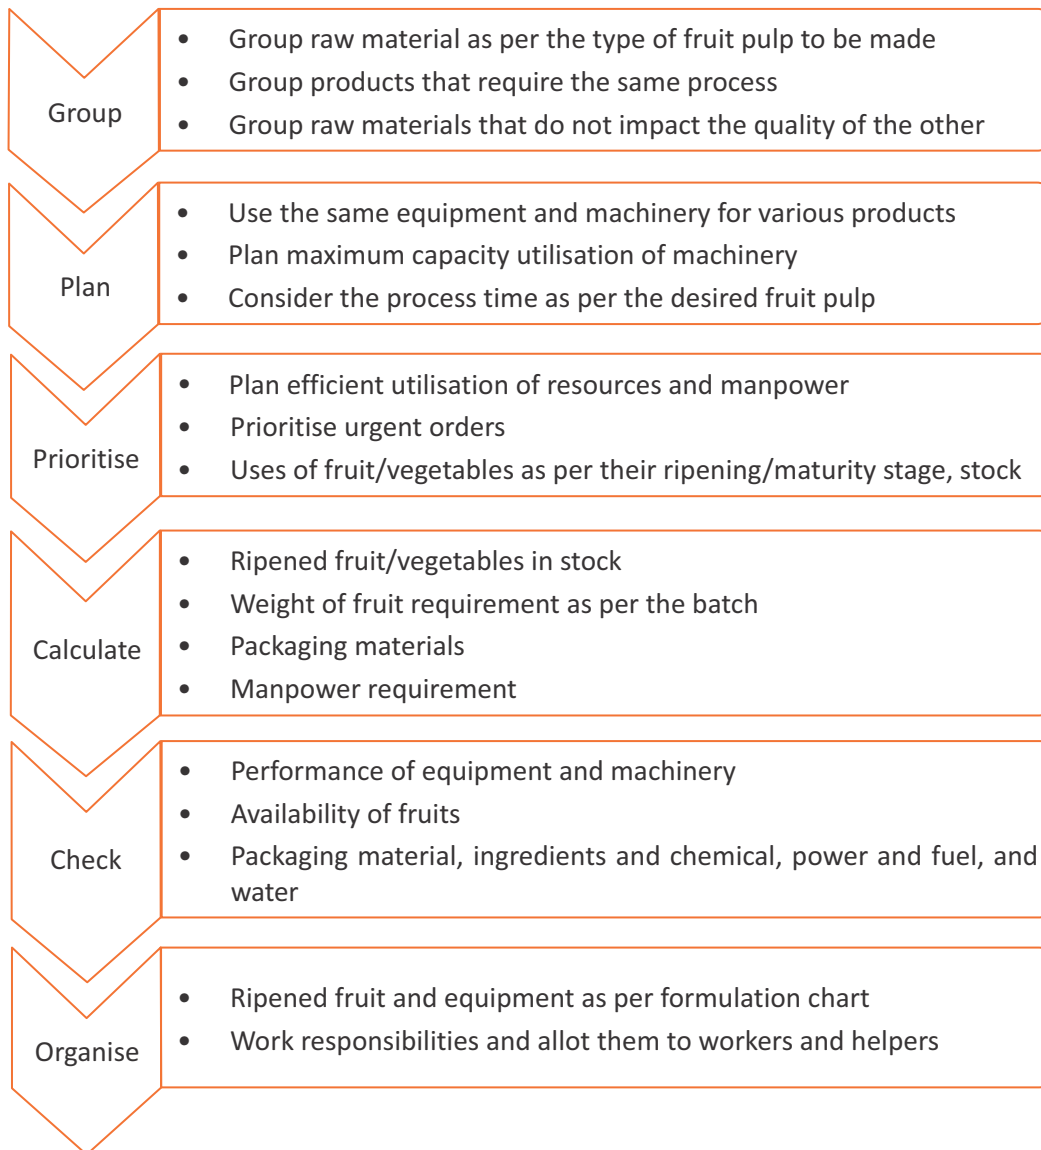 Group
• Group raw material as per the type of fruit pulp to be made
• Group products that require the same process
• Group raw materials that do not impact the quality of the other
Plan
• Use the same equipment and machinery for various products
• Plan maximum capacity utilisation of machinery
• Consider the process time as per the desired fruit pulp
Prioritise
• Plan efficient utilisation of resources and manpower
• Prioritise urgent orders
• Uses of fruit/vegetables as per their ripening/maturity stage, stock
Calculate
• Ripened fruit/vegetables in stock
• Weight of fruit requirement as per the batch
• Packaging materials
• Manpower requirement
Check
• Performance of equipment and machinery
• Availability of fruits
• Packaging material, ingredients and chemical, power and fuel, and
water
Organise
• Ripened fruit and equipment as per formulation chart
• Work responsibilities and allot them to workers and helpers